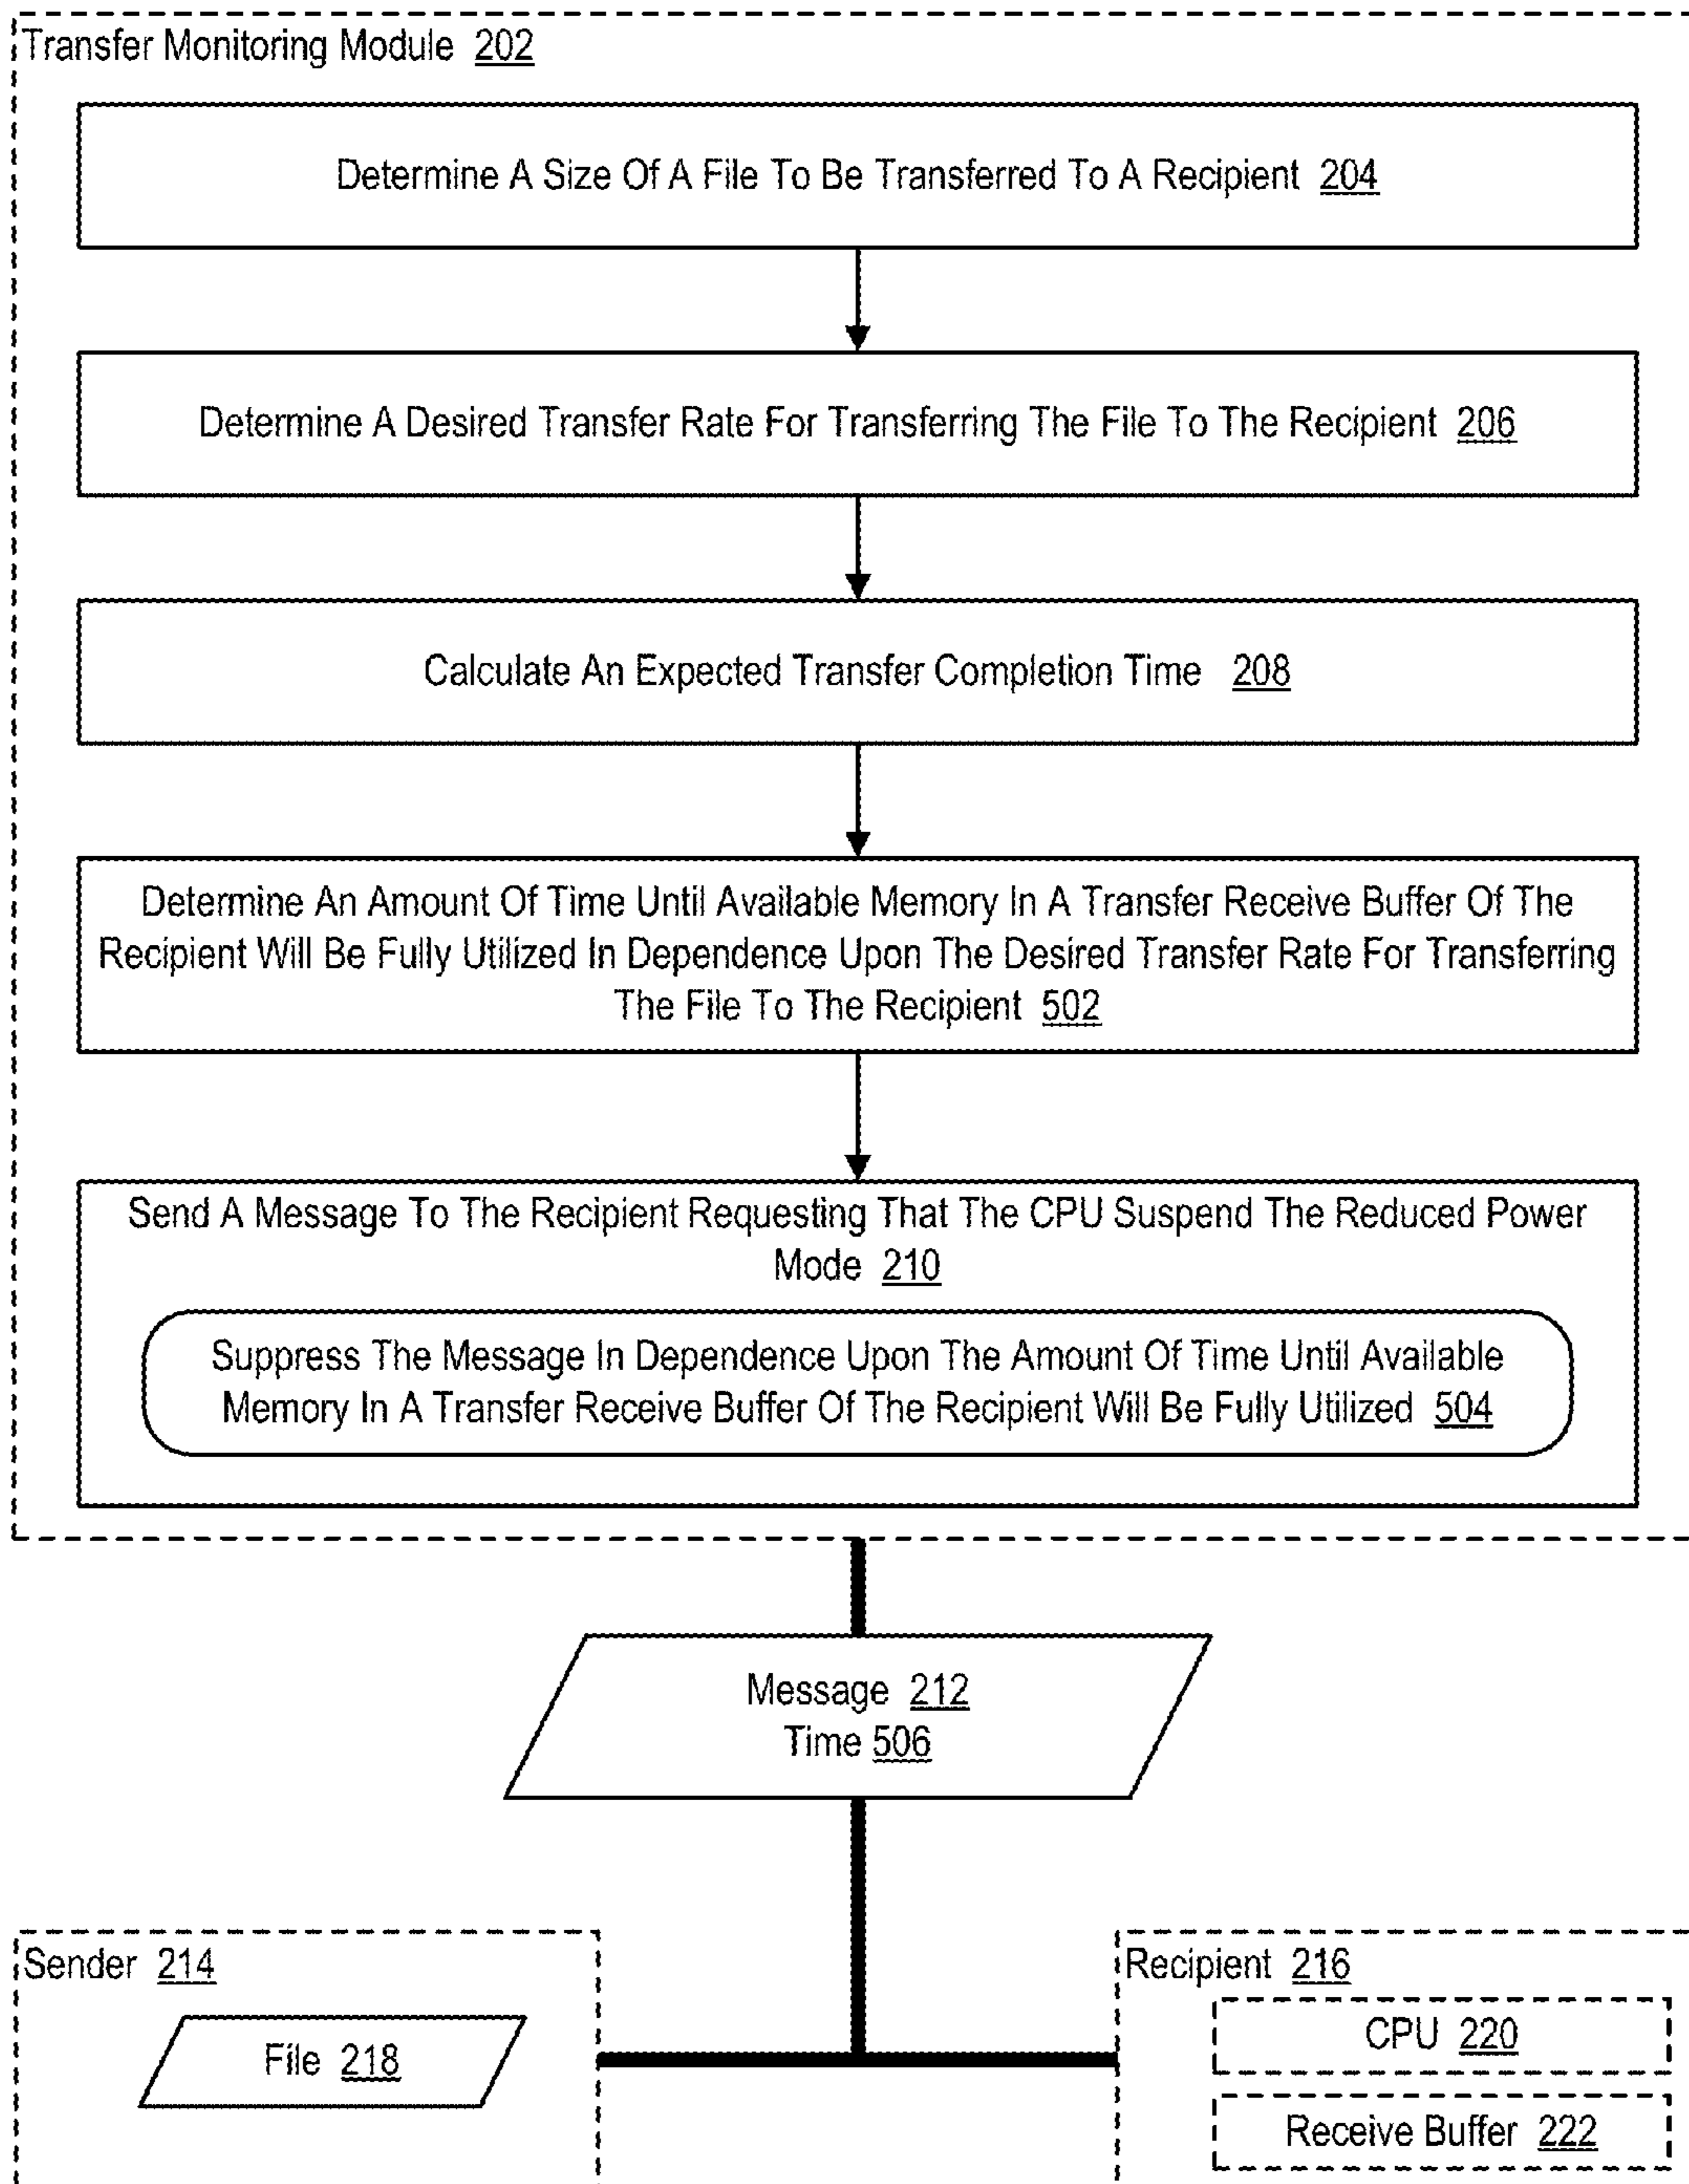 Transfer Monitoring Module 202
Determine A Size Of A File To Be Transferred To A Recipient 204
Determine A Desired Transfer Rate For Transferring The File To The Recipient 206
Calculate An Expected Transfer Completion Time 208
Determine An Amount Of Time Until Available Memory In A Transfer Receive Buffer Of The
Recipient Will Be Fully Utilized In Dependence Upon The Desired Transfer Rate For Transferring
The File To The Recipient 502
Send A Message To The Recipient Requesting That The CPU Suspend The Reduced Power
Mode 210
Suppress The Message In Dependence Upon The Amount Of Time Until Available
Memory In A Transfer Receive Buffer Of The Recipient Will Be Fully Utilized 504
Message 212
Time 506
Sender 214
File 218
Recipient 216
CPU 220
Receive Buffer 222